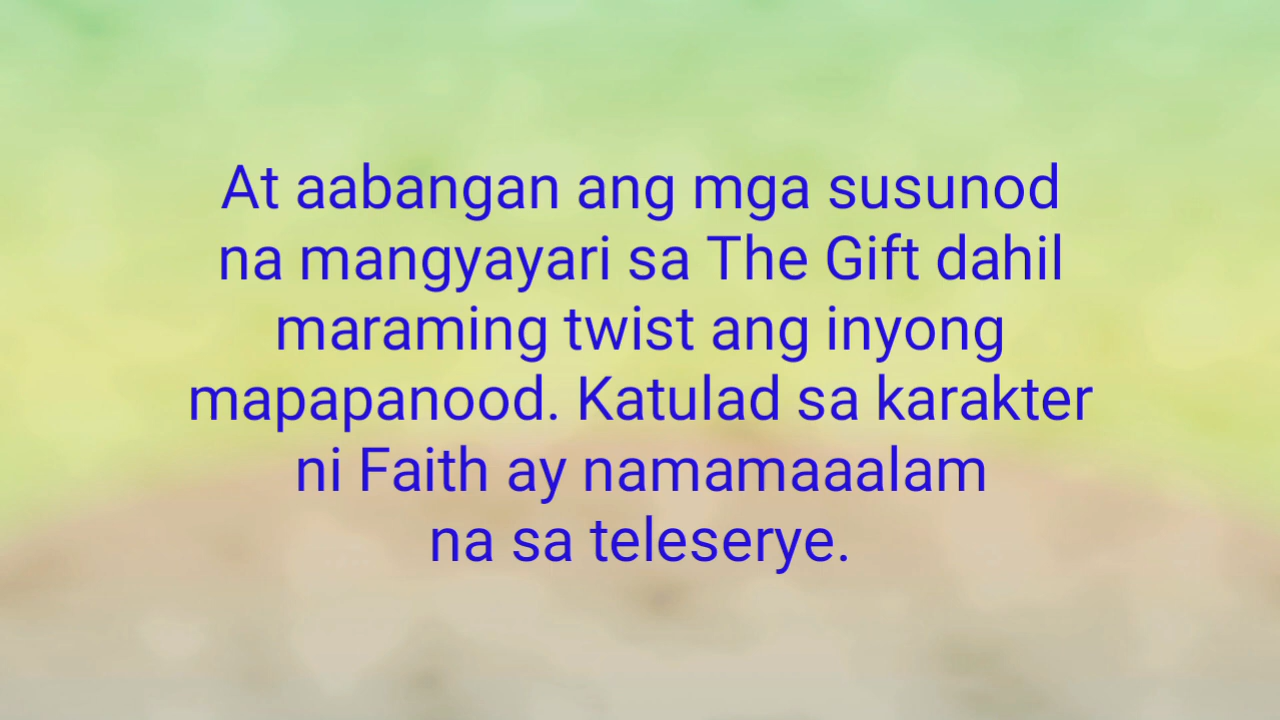 At aabangan ang mga susunod
na mangyayari sa The Gift dahil
maraming twist ang inyong
mapapanood. Katulad sa karakter
ni Faith ay namamaaalam
na sa teleserye.